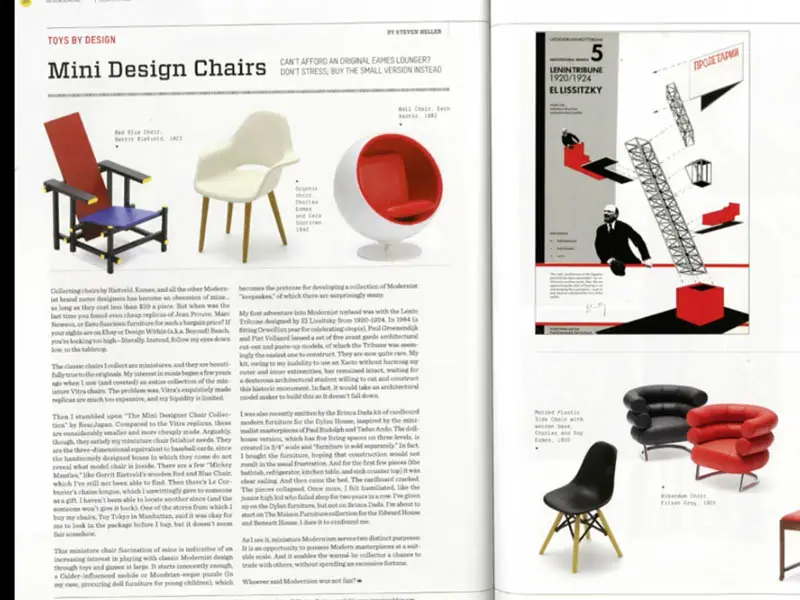 TOYS BY DESIGN
BY STEVEN HELLER
Mini Design Chairs
CAN'T AFFORD AN ORIGINAL EAMES LOUNGER?
DON'T STRESS; BUY THE SMALL VERSION INSTEAD
Red Blue Chair,
Gerrit Rietveld, 1923
Ball Chair, Eero
Aarnio, 1962
Organic
Chair,
Charles
Eames
and Eero
Saarinen,
1940
Collecting chairs by Rietveld, Eames, and all the other Modern-
ist brand name designers has become an obsession of mine...
as long as they cost less than $20 a piece. But when was the
last time you found even cheap replicas of Jean Prouve, Marc
Newson, or Eero Saarinen furniture for such a bargain price? If
your sights are on Ebay or Design Within (a.k.a. Beyond) Reach,
you're looking too high—literally. Instead, follow my eyes down
low, to the tabletop.
The classic chairs I collect are miniatures, and they are beauti-
fully true to the originals. My interest in minis began a few years
ago when I saw (and coveted) an entire collection of the min-
iature Vitra chairs. The problem was, Vitra's exquisitely made
replicas are much too expensive, and my liquidity is limited.
Then I stumbled upon "The Mini Designer Chair Collec-
tion" by ReacJapan. Compared to the Vitra replicas, these
are considerably smaller and more cheaply made. Arguably,
though, they satisfy my miniature chair fetishist needs. They
are the three-dimensional equivalent to baseball cards, since
the handsomely designed boxes in which they come do not
reveal what model chair is inside. There are a few "Mickey
Mantles," like Gerrit Rietveld's wooden Red and Blue Chair,
which I've still not been able to find. Then there's Le Cor-
busier's chaise longue, which I unwittingly gave to someone
as a gift. I haven't been able to locate another since (and the
someone won't give it back). One of the stores from which I
buy my chairs, Toy Tokyo in Manhattan, said it was okay for
me to look in the package before I buy, but it doesn't seem
fair somehow.
This miniature chair fascination of mine is indicative of an
increasing interest in playing with classic Modernist design
through toys and games at large. It starts innocently enough,
a Calder-influenced mobile or Mondrian-esque puzzle (in
my case, procuring doll furniture for young children), which
becomes the pretense for developing a collection of Modernist
"keepsakes," of which there are surprisingly many.
My first adventure into Modernist toyland was with the Lenin
Tribune designed by El Lissitzky from 1920-1924. In 1984 (a
fitting Orwellian year for celebrating utopia), Paul Groenendijk
and Piet Vollaard issued a set of five avant garde architectural
cut-out and paste-up models, of which the Tribune was seem-
ingly the easiest one to construct. They are now quite rare. My
kit, owing to my inability to use an Xacto without harming my
outer and inner extremities, has remained intact, waiting for
a dexterous architectural student willing to cut and construct
this historic monument. In fact, it would take an architectural
model maker to build this so it doesn't fall down.
I was also recently smitten by the Brinca Dada kit of cardboard
modern furniture for the Dylan House, inspired by the mini-
malist masterpieces of Paul Rudolph and Tadao Ando. The doll-
house version, which has five living spaces on three levels, is
created in 3/4" scale and "furniture is sold separately." In fact,
I bought the furniture, hoping that construction would not
result in the usual frustration. And for the first few pieces (the
bathtub, refrigerator, kitchen table, and sink counter top) it was
clear sailing. And then came the bed. The cardboard cracked.
The pieces collapsed. Once more, I felt humiliated, like the
junior high kid who failed shop for two years in a row. I've given
up on the Dylan furniture, but not on Brinca Dada. I'm about to
start on The Maison Furniture collection for the Edward House
and Bennett House. I dare it to confound me.
As I see it, miniature Modernism serves two distinct purposes:
It is an opportunity to possess Modern masterpieces at a suit-
able scale. And it enables the wanna-be collector a chance to
trade with others, without spending an excessive fortune.
Whoever said Modernism was not fun?
5
LENIN TRIBUNE
1920/1924
EL LISSITZKY
ПРОЛЕТАРИИ
Molded Plastic
Side Chair with
wooden base,
Charles and Ray
Eames, 1950
Bibendum Chair,
Eileen Gray, 1925